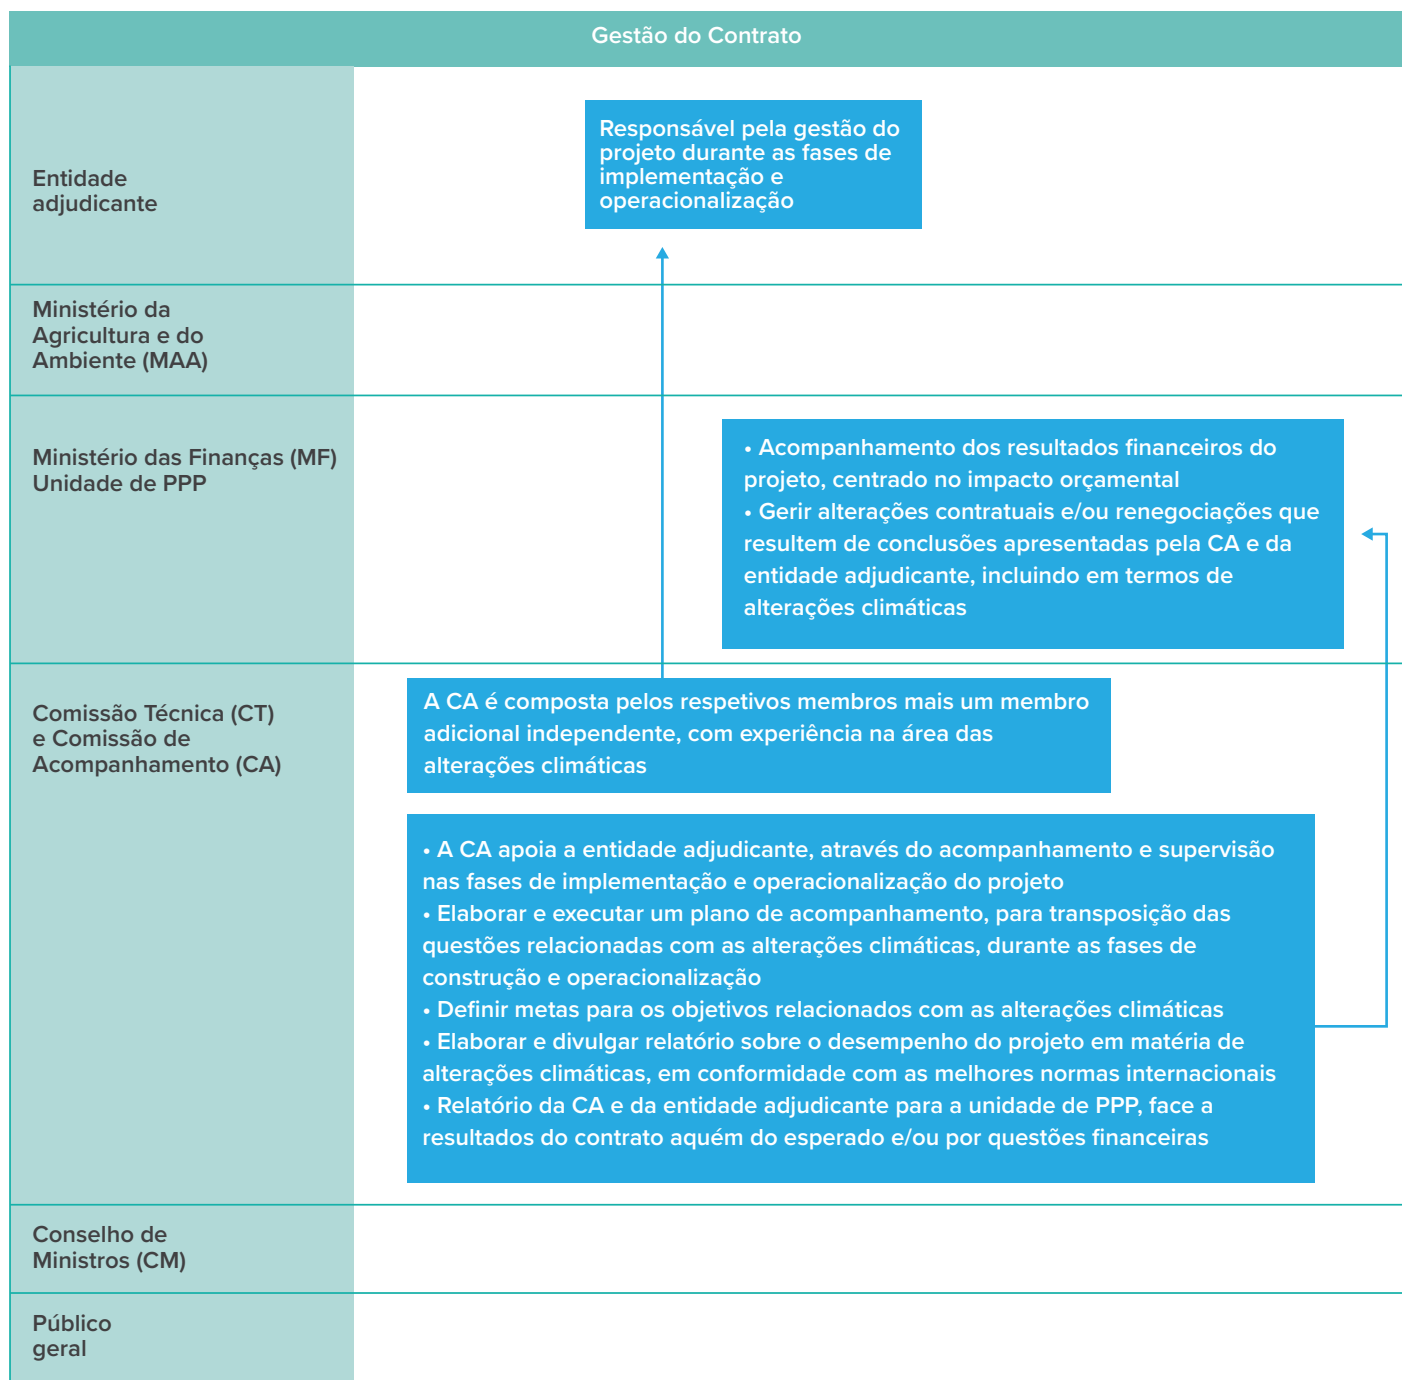 Gestão do Contrato
Entidade
adjudicante
Responsável pela gestão do
projeto durante as fases de
implementação e
operacionalização
Ministério da
Agricultura e do
Ambiente (MAA)
Ministério das Finanças (MF)
Unidade de PPP
• Acompanhamento dos resultados financeiros do
projeto, centrado no impacto orçamental
• Gerir alterações contratuais e/ou renegociações que
resultem de conclusões apresentadas pela CA e da
entidade adjudicante, incluindo em termos de
alterações climáticas
Comissão Técnica (CT)
e Comissão de
Acompanhamento (CA)
A CA é composta pelos respetivos membros mais um membro
adicional independente, com experiência na área das
alterações climáticas
• A CA apoia a entidade adjudicante, através do acompanhamento e supervisão
nas fases de implementação e operacionalização do projeto
• Elaborar e executar um plano de acompanhamento, para transposição das
questões relacionadas com as alterações climáticas, durante as fases de
construção e operacionalização
• Definir metas para os objetivos relacionados com as alterações climáticas
• Elaborar e divulgar relatório sobre o desempenho do projeto em matéria de
alterações climáticas, em conformidade com as melhores normas internacionais
• Relatório da CA e da entidade adjudicante para a unidade de PPP, face a
resultados do contrato aquém do esperado e/ou por questões financeiras
Conselho de
Ministros (CM)
Público
geral